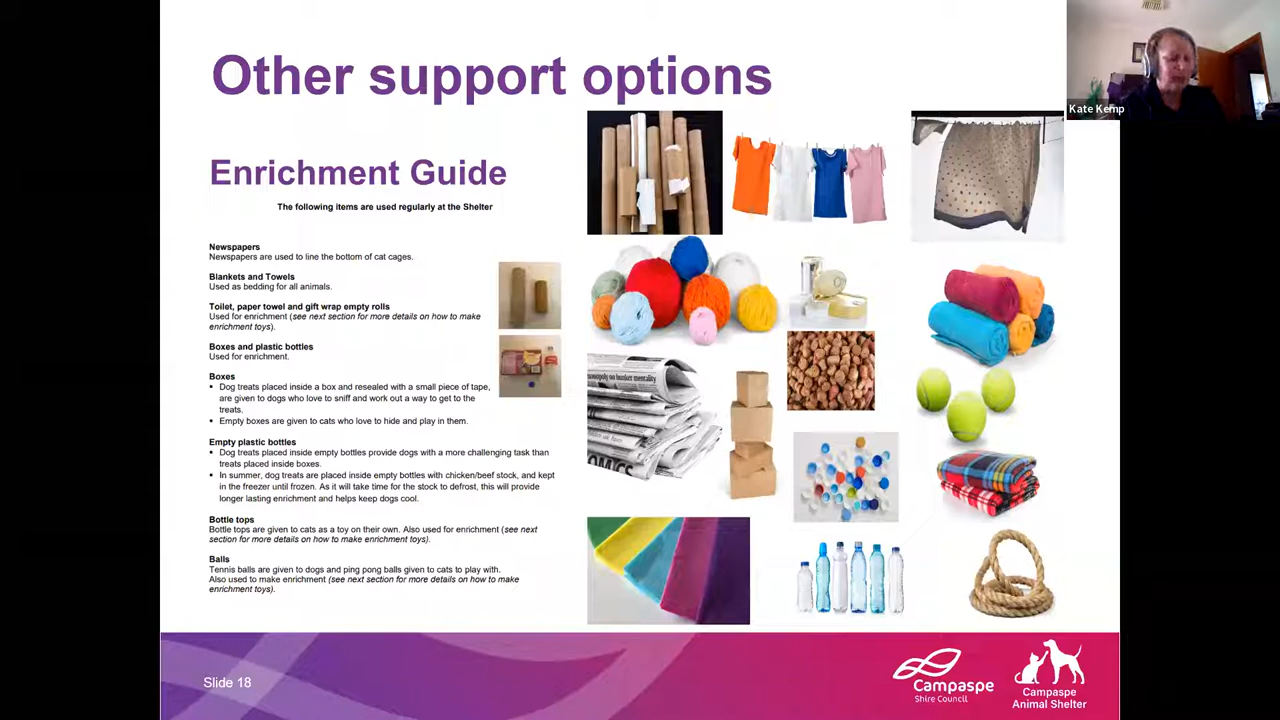 Other support options
Kate Kemp
Enrichment Guide
The following items are used regularly at the Shelter
Newspapers
Newspapers are used to line the bottom of cat cages.
Blankets and Towels
Used as bedding for all animals.
Toilet, paper towel and gift wrap empty rolls
Used for enrichment (see next section for more details on how to make
enrichment toys).
Boxes and plastic bottles
Used for enrichment.
Boxes
▪ Dog treats placed inside a box and resealed with a small piece of tape,
are given to dogs who love to sniff and work out a way to get to the
treats.
▪ Empty boxes are given to cats who love to hide and play in them.
Empty plastic bottles
▪ Dog treats placed inside empty bottles provide dogs with a more challenging task than
treats placed inside boxes.
▪ In summer, dog treats are placed inside empty bottles with chicken/beef stock, and kept
in the freezer until frozen. As it will take time for the stock to defrost, this will provide
longer lasting enrichment and helps keep dogs cool.
Bottle tops
Bottle tops are given to cats as a toy on their own. Also used for enrichment (see next
section for more details on how to make enrichment toys).
Balls
Tennis balls are given to dogs and ping pong balls given to cats to play with.
Also used to make enrichment (see next section for more details on how to make
enrichment toys).
monopoly on bunker mentality
OMICS
Slide 18
Campaspe
Shire Council
Campaspe
Animal Shelter